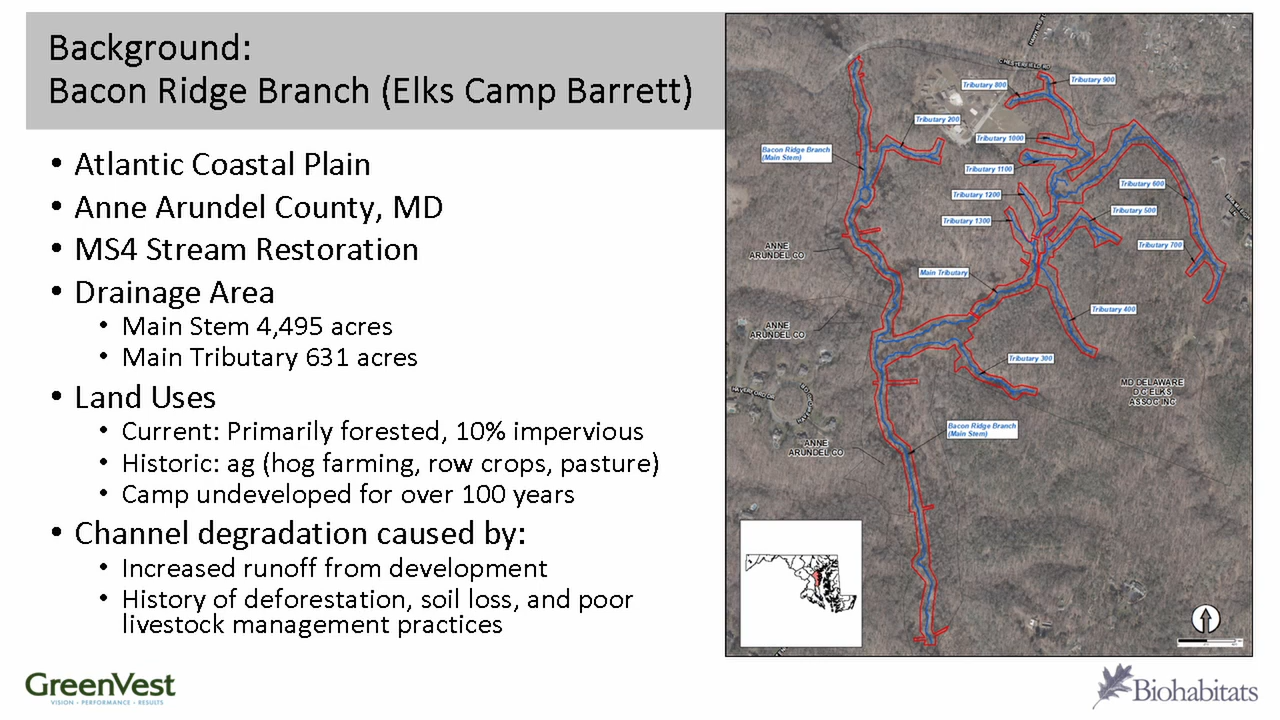 Background:
Bacon Ridge Branch (Elks Camp Barrett)
• Atlantic Coastal Plain
• Anne Arundel County, MD
• MS4 Stream Restoration
• Drainage Area
• Main Stem 4,495 acres
• Main Tributary 631 acres
• Land Uses
• Current: Primarily forested, 10% impervious
• Historic: ag (hog farming, row crops, pasture)
• Camp undeveloped for over 100 years
• Channel degradation caused by:
• Increased runoff from development
• History of deforestation, soil loss, and poor
livestock management practices
Tributary 800
Tributary 900
Tributary 200
Tributary 1000
Bacon Ridge Branch
(Main Stem)
Tributary 1100
Tributary 600
Tributary 1200
Tributary 500
Tributary 1300
Tributary 700
ANNE
ARUNDEL CO
Main Tributary
Tributary 400
ANNE
ARUNDEL CO
Tributary 300
MD DELAWARE
D C ELKS
ASSOC INC
Bacon Ridge Branch
(Main Stem)
ANNE
ARUNDEL CO
GreenVest
VISION • PERFORMANCE • RESULTS
Biohabitats